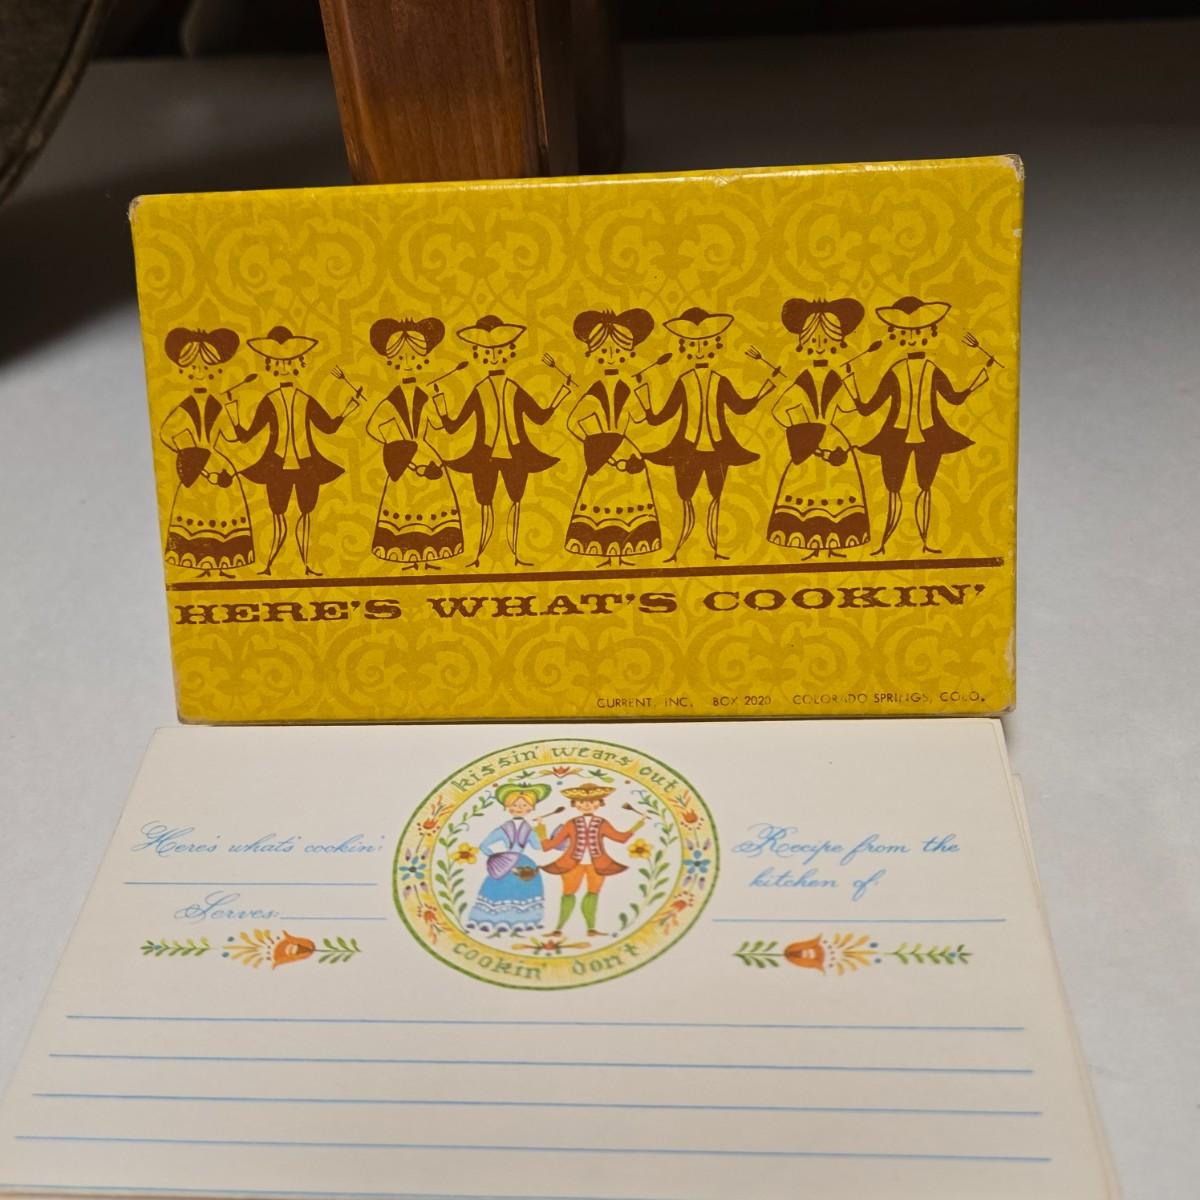 HERE'S WHAT'S COOKIN'
CURRENT, INC. BOX 2020 COLORADO SPRINGS, COLO.
kissin' wears out
cookin' don't
Here's what's cookin':
Serves:
Recipe from the
kitchen of: